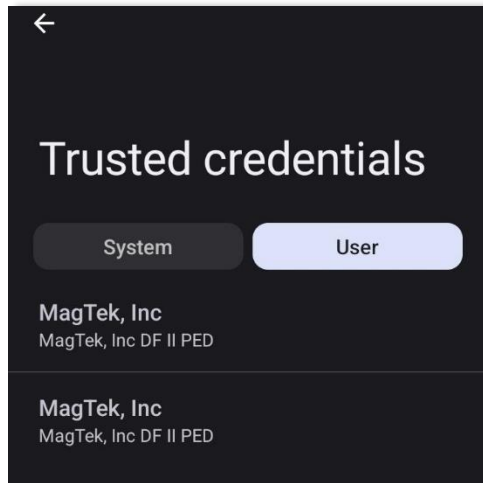 Trusted credentials
System
User
MagTek, Inc
MagTek, Inc DF II PED
MagTek, Inc
MagTek, Inc DF II PED